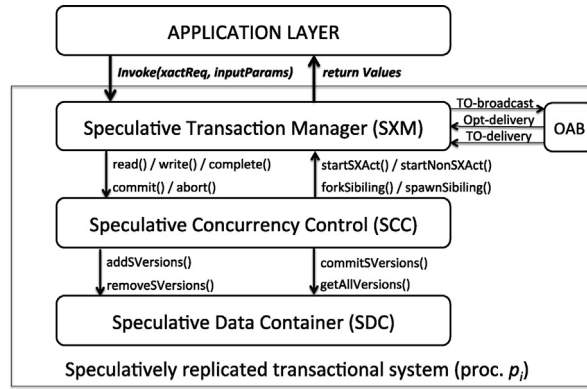 APPLICATION LAYER
Invoke(xactReq, inputParams) return Values
TO-broadcast
Speculative Transaction Manager (SXM) Opt-delivery OAB
TO-delivery
read() / write() / complete() startSXAct() / startNonSXAct()
commit() / abort() forkSibiling() / spawnSibiling()
Speculative Concurrency Control (SCC)
addSVersions() commitSVersions()
removeSVersions() getAllVersions()
Speculative Data Container (SDC)
Speculatively replicated transactional system (proc. pi)